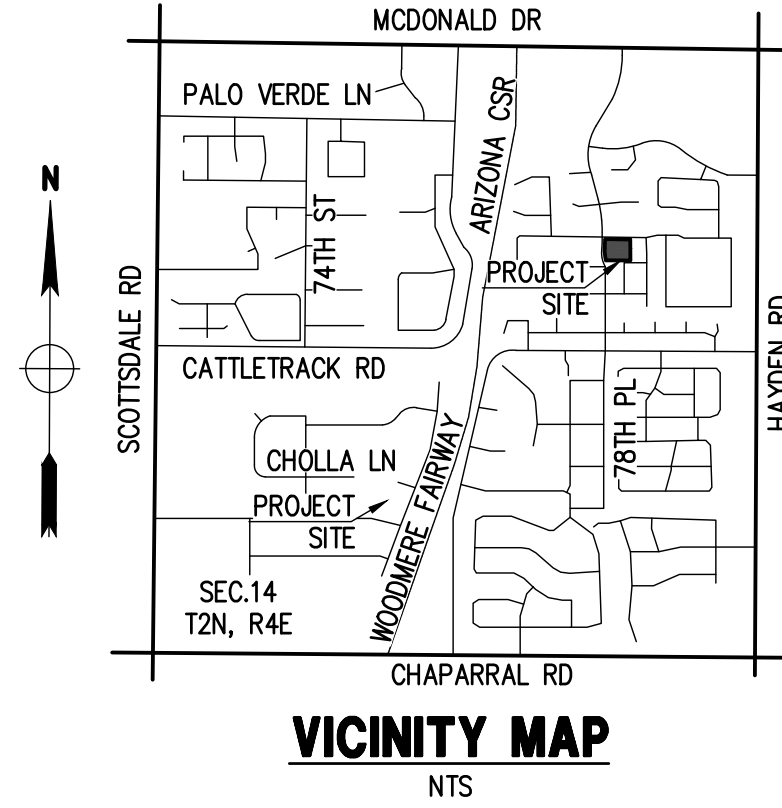 MCDONALD DR
PALO VERDE LN
ARIZONA CSR
N
74TH ST
PROJECT
SITE
SCOTTSDALE RD
HAYDEN RD
CATTLETRACK RD
78TH PL
CHOLLA LN
WOODMERE FAIRWAY
PROJECT
SITE
SEC.14
T2N, R4E
CHAPARRAL RD
VICINITY MAP
NTS